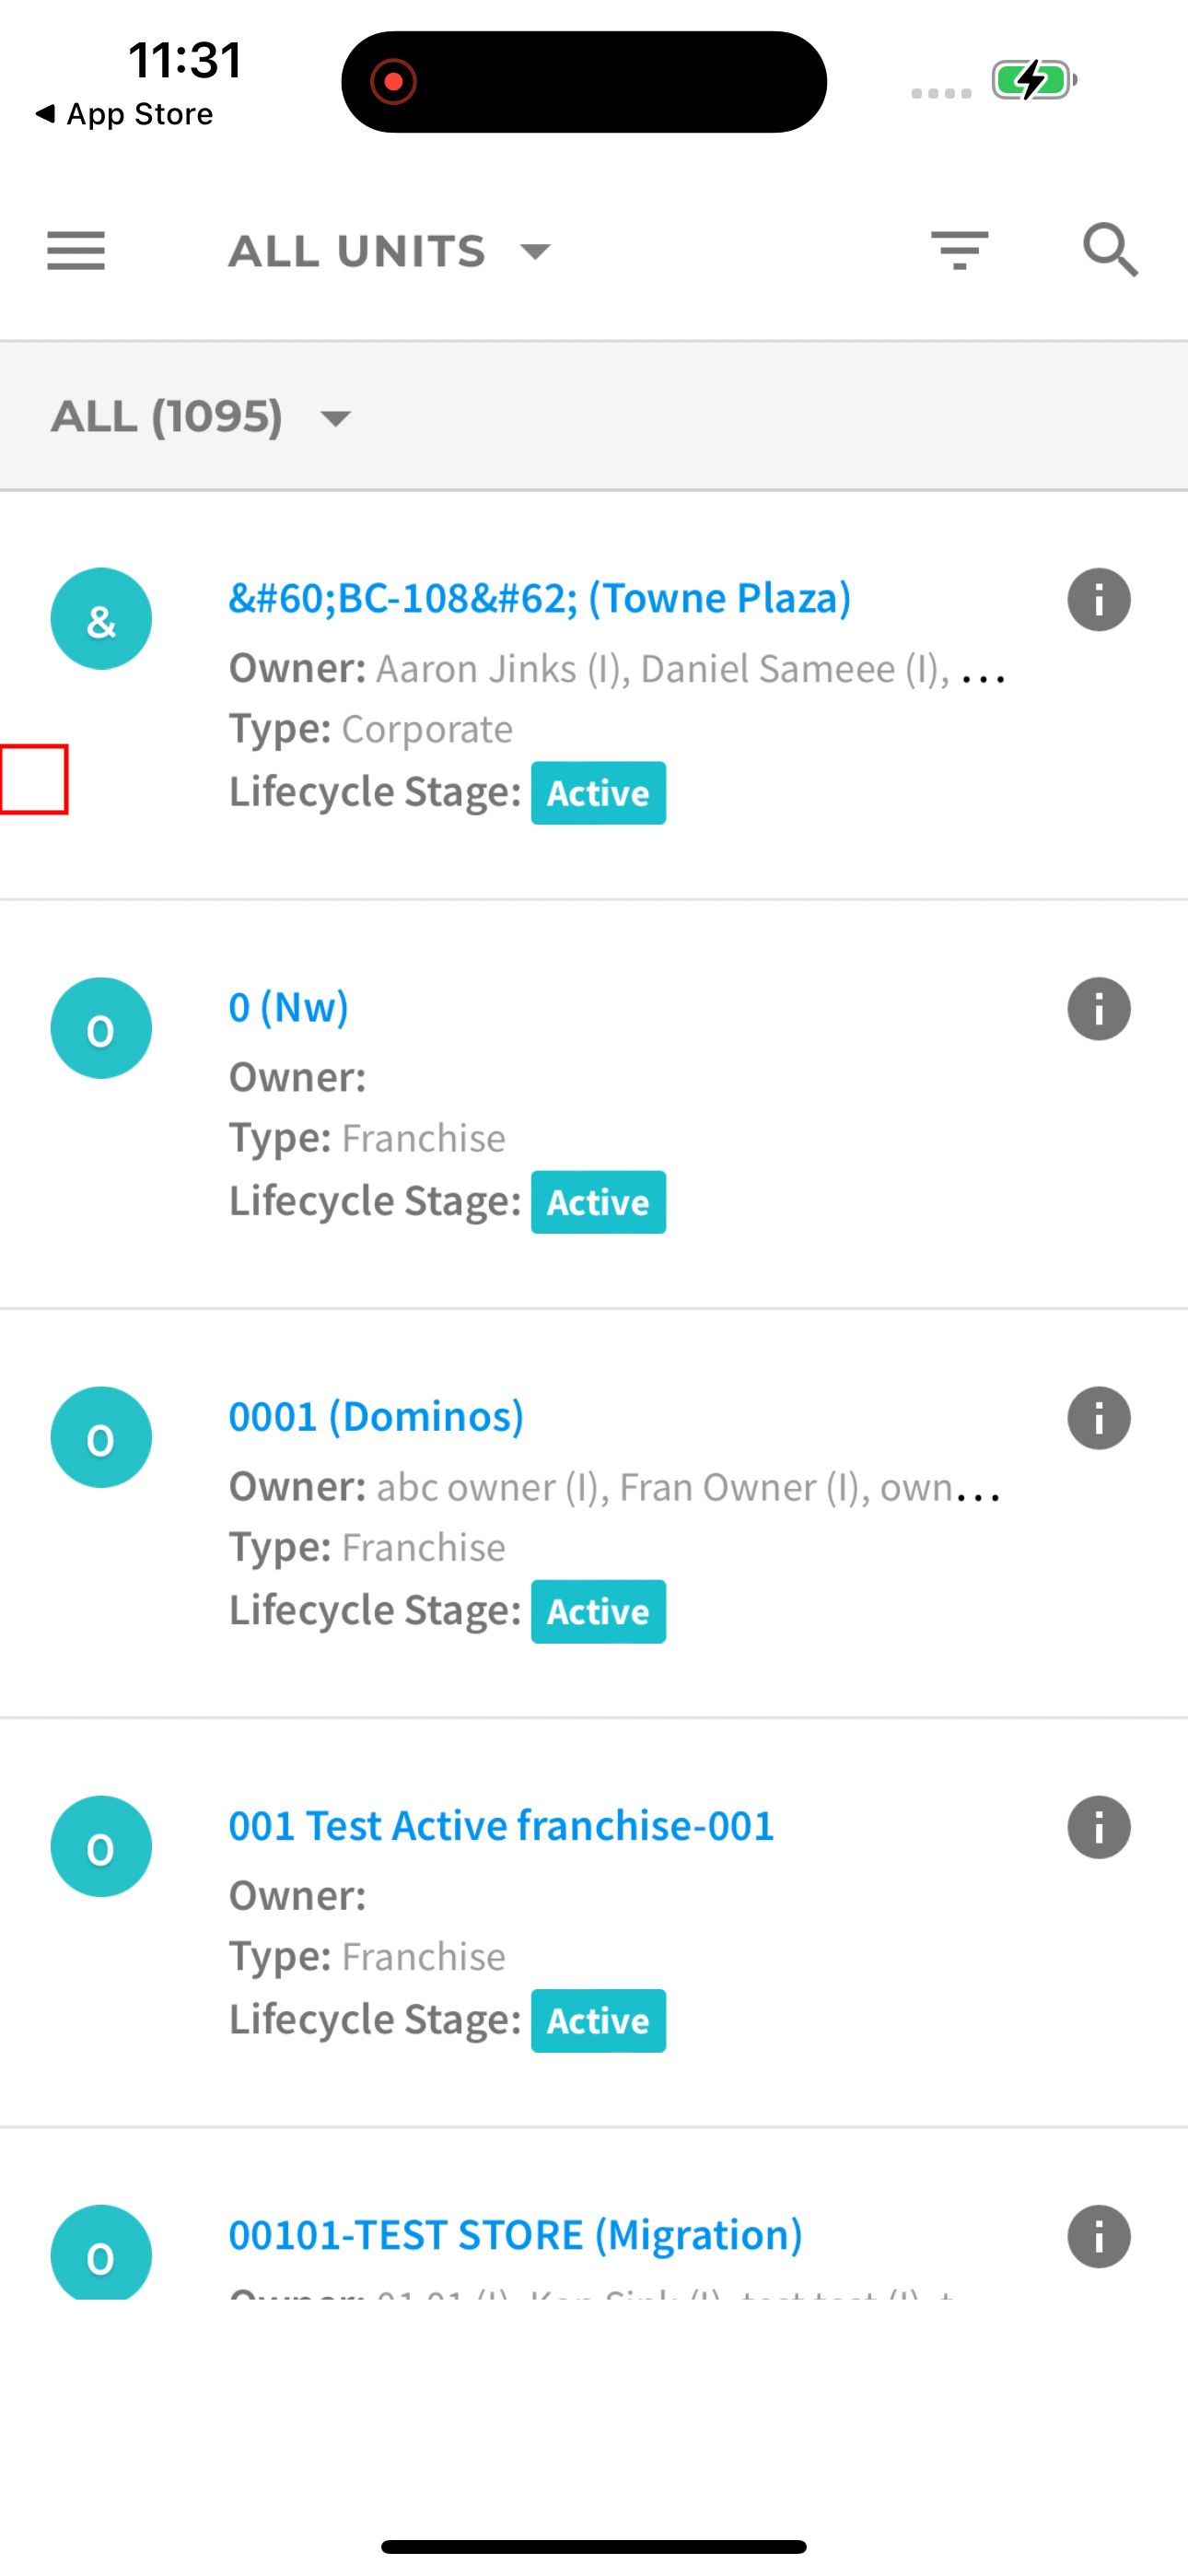 11:31
◀ App Store
ALL UNITS
ALL (1095)
&
&#60;BC-108&#62; (Towne Plaza)
Owner: Aaron Jinks (I), Daniel Sameee (I), ...
Type: Corporate
Lifecycle Stage: Active
0
0 (Nw)
Owner:
Type: Franchise
Lifecycle Stage: Active
0
0001 (Dominos)
Owner: abc owner (I), Fran Owner (I), own...
Type: Franchise
Lifecycle Stage: Active
0
001 Test Active franchise-001
Owner:
Type: Franchise
Lifecycle Stage: Active
0
00101-TEST STORE (Migration)
Owner: